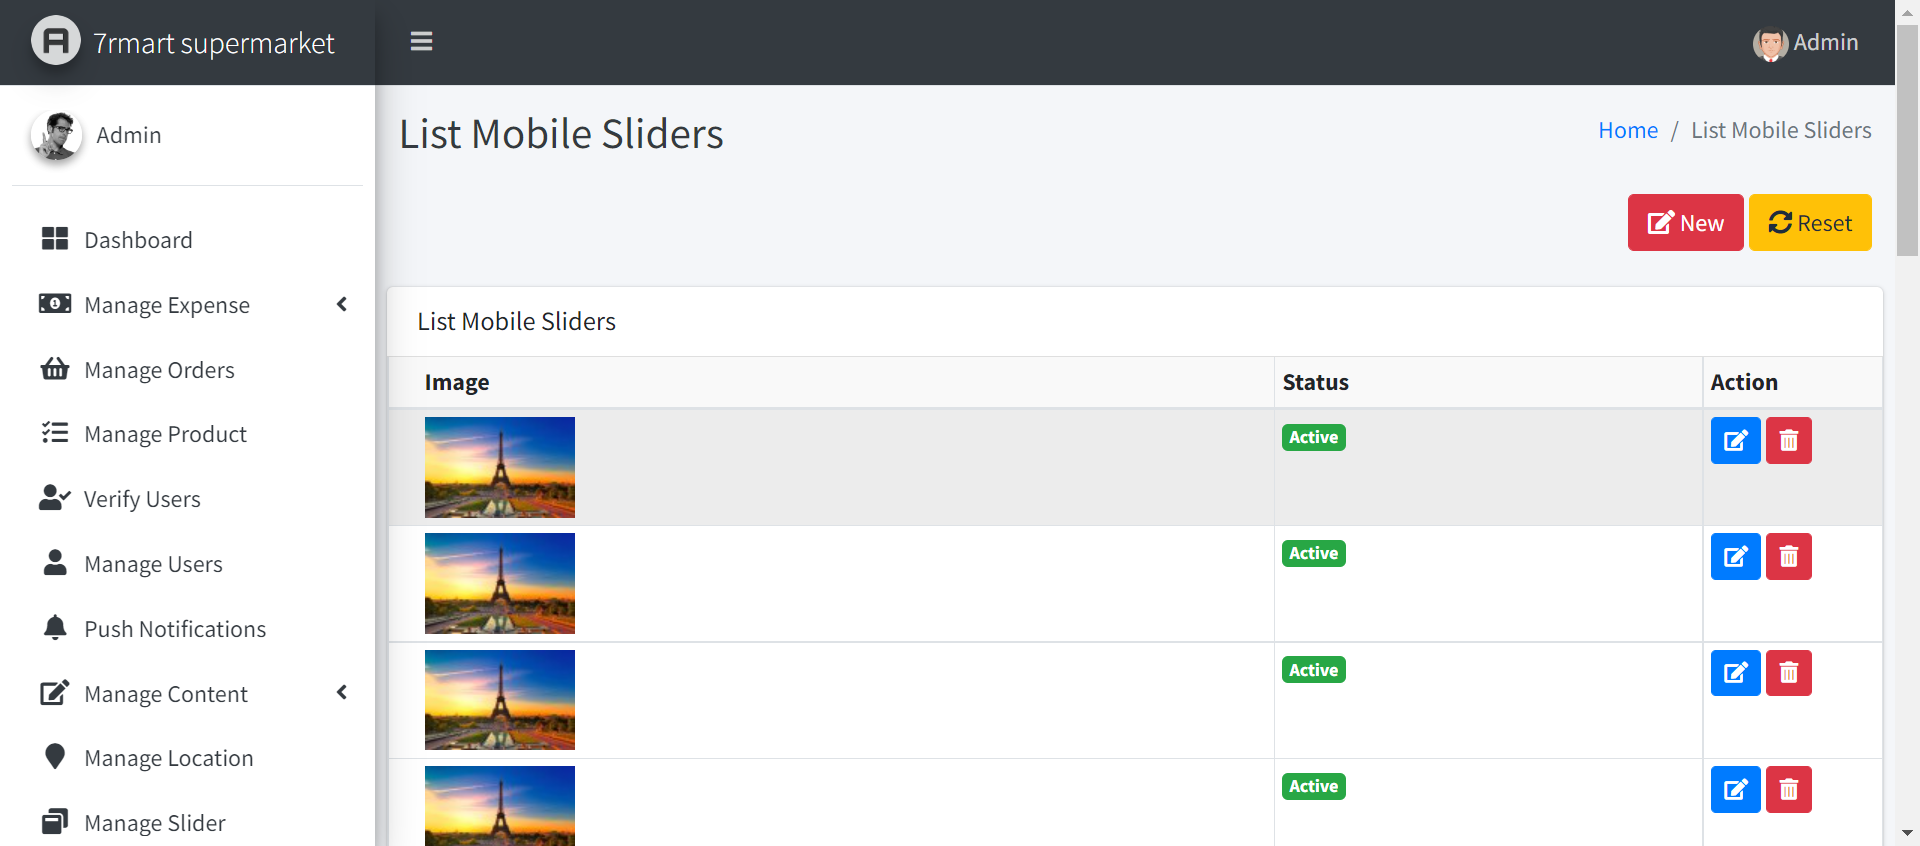 7rmart supermarket
Admin
Admin
List Mobile Sliders
Home / List Mobile Sliders
Dashboard
Manage Expense
Manage Orders
Manage Product
Verify Users
Manage Users
Push Notifications
Manage Content
Manage Location
Manage Slider
New
Reset
List Mobile Sliders
Image Status Action
Active
Active
Active
Active